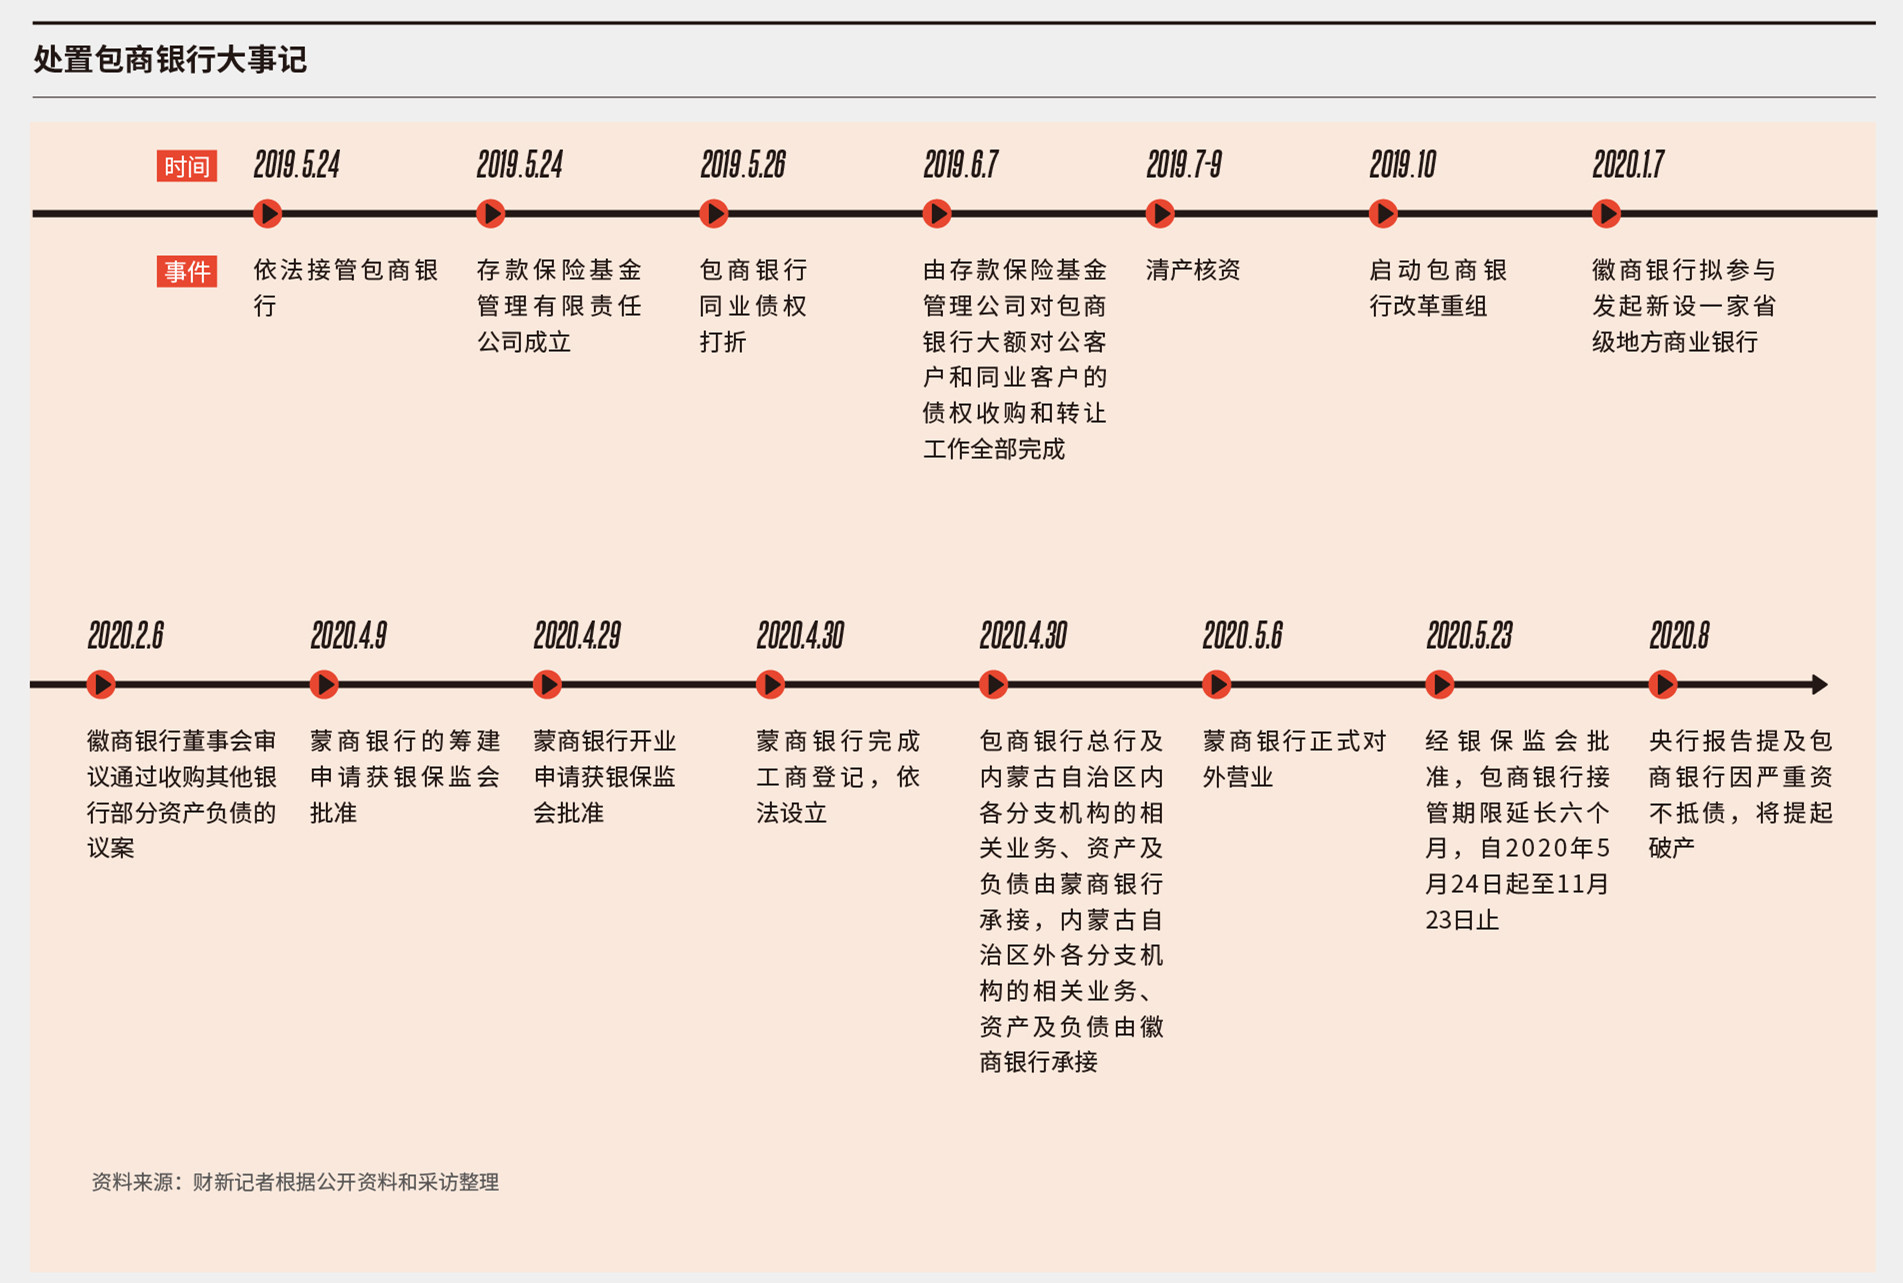 处置包商银行大事记
时间
2019.5.24
2019.5.24
2019.5.26
2019.6.7
2019.7-9
2019.10
2020.1.7
事件
依法接管包商银
行
存款保险基金
管理有限责任
公司成立
包商银行
同业债权
打折
由存款保险基金
管理公司对包商
银行大额对公客
户和同业客户的
债权收购和转让
工作全部完成
清产核资
启动包商银
行改革重组
徽商银行拟参与
发起新设一家省
级地方商业银行
2020.2.6
2020.4.9
2020.4.29
2020.4.30
2020.4.30
2020.5.6
2020.5.23
2020.8
徽商银行董事会审
议通过收购其他银
行部分资产负债的
议案
蒙商银行的筹建
申请获银保监会
批准
蒙商银行开业
申请获银保监
会批准
蒙商银行完成
工商登记，依
法设立
包商银行总行及
内蒙古自治区内
各分支机构的相
关业务、资产及
负债由蒙商银行
承接，内蒙古自
治区外各分支机
构的相关业务、
资产及负债由徽
商银行承接
蒙商银行正式对
外营业
经银保监会批
准，包商银行接
管期限延长六个
月，自2020年5
月24日起至11月
23日止
央行报告提及包
商银行因严重资
不抵债，将提起
破产
资料来源：财新记者根据公开资料和采访整理